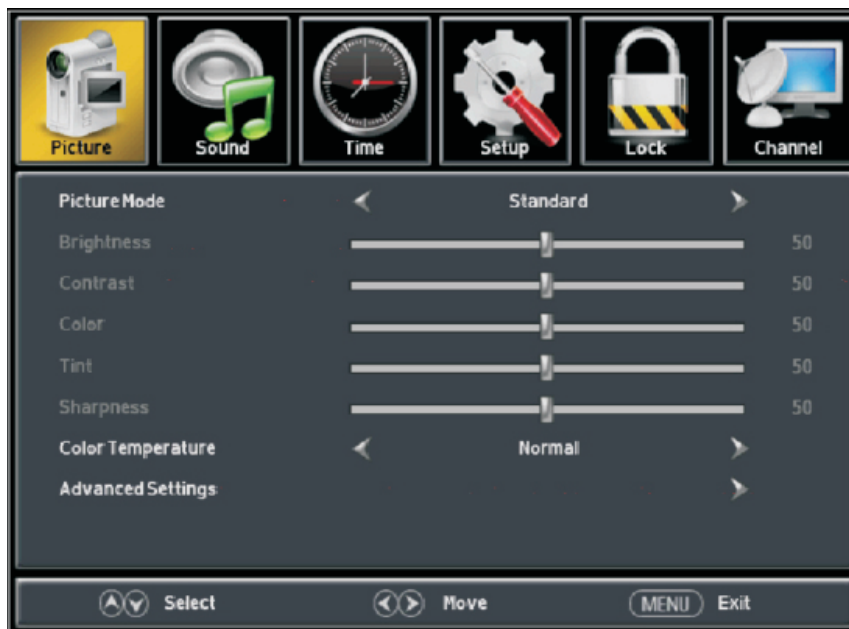 Picture Sound Time Setup Lock Channel
Picture Mode Standard
Brightness 50
Contrast 50
Color 50
Tint 50
Sharpness 50
Color Temperature Normal
Advanced Settings
Select Move MENU Exit